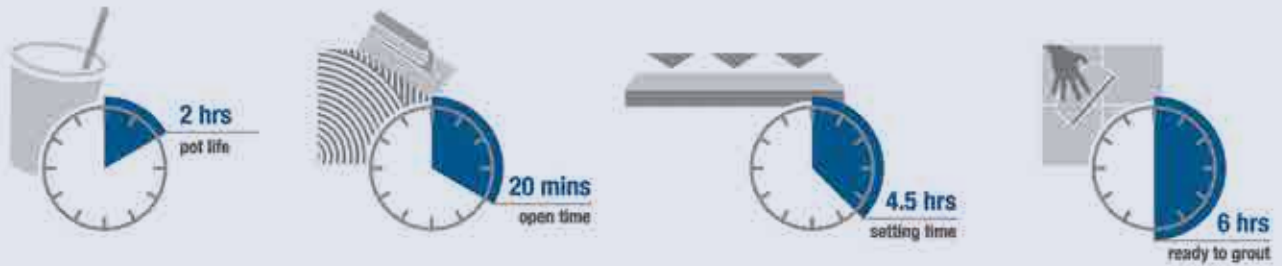 2 hrs
pot life
20 mins
open time
4.5 hrs
setting time
6 hrs
ready to grout